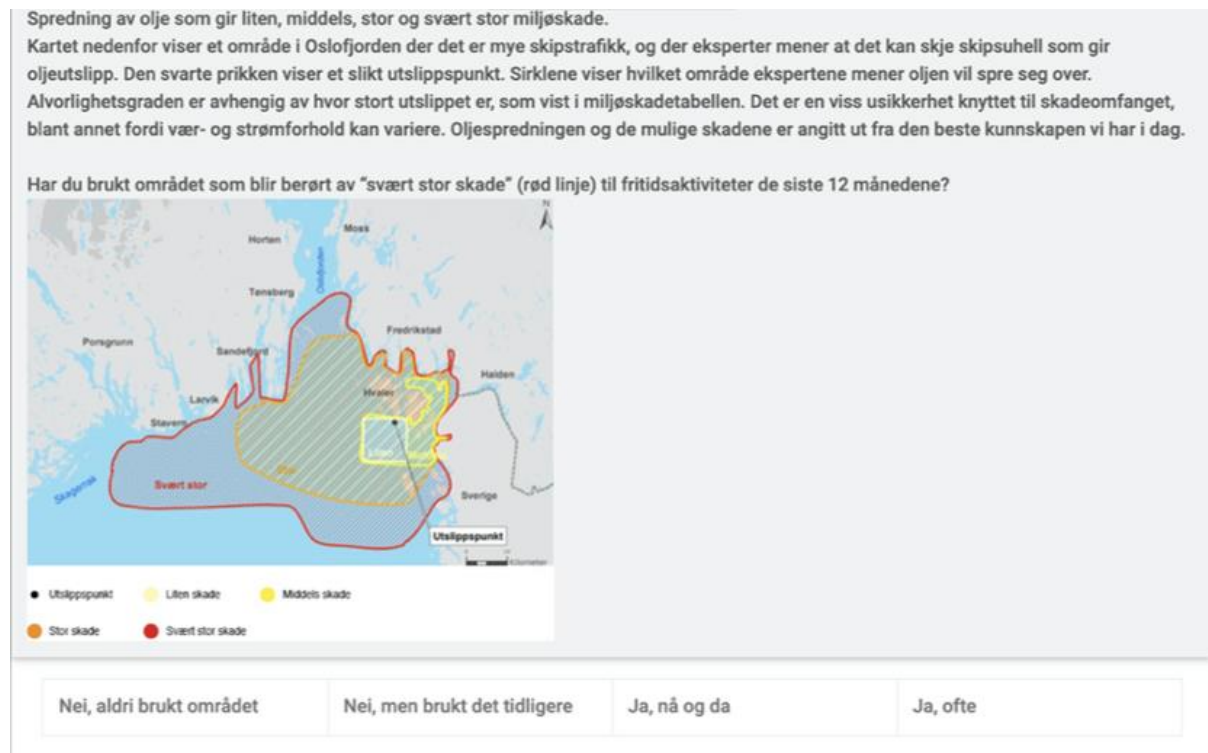 Spredning av olje som gir liten, middels, stor og svært stor miljøskade.
Kartet nedenfor viser et område i Oslofjorden der det er mye skipstrafikk, og der eksperter mener at det kan skje skipsuhell som gir
oljeutslipp. Den svarte prikken viser et slikt utslippspunkt. Sirklene viser hvilket område ekspertene mener oljen vil spre seg over.
Alvorlighetsgraden er avhengig av hvor stort utslippet er, som vist i miljøskadetabellen. Det er en viss usikkerhet knyttet til skadeomfanget,
blant annet fordi vær- og strømforhold kan variere. Oljespredningen og de mulige skadene er angitt ut fra den beste kunnskapen vi har i dag.
Har du brukt området som blir berørt av “svært stor skade” (rød linje) til fritidsaktiviteter de siste 12 månedene?
N
Moss
Horten
Oslofjorden
Tønsberg
Fredrikstad
Porsgrunn
Sandefjord
Halden
Hvaler
Larvik
Stavern
Liten
Stor
Svært stor
Skagerrak
Sverige
Utslippspunkt
Kilometer
Utslippspunkt
Liten skade
Middels skade
Stor skade
Svært stor skade
Nei, aldri brukt området
Nei, men brukt det tidligere
Ja, nå og da
Ja, ofte